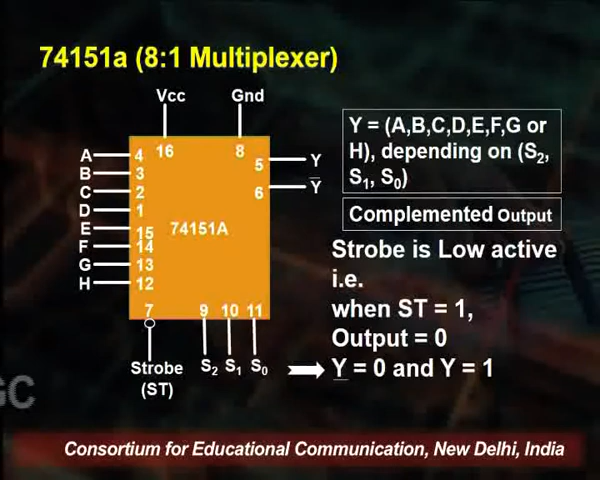 74151a (8:1 Multiplexer)
Vcc Gnd
A 4 16 8
5 Y
B 3
C 2 6 Y̅
D 1
E 15 74151A
F 14
G 13
H 12
7 9 10 11
Strobe S₂ S₁ S₀
(ST)
Y = (A,B,C,D,E,F,G or
H), depending on (S₂,
S₁, S₀)
Complemented Output
Strobe is Low active
i.e.
when ST = 1,
Output = 0
Y̲ = 0 and Y = 1
GC
Consortium for Educational Communication, New Delhi, India